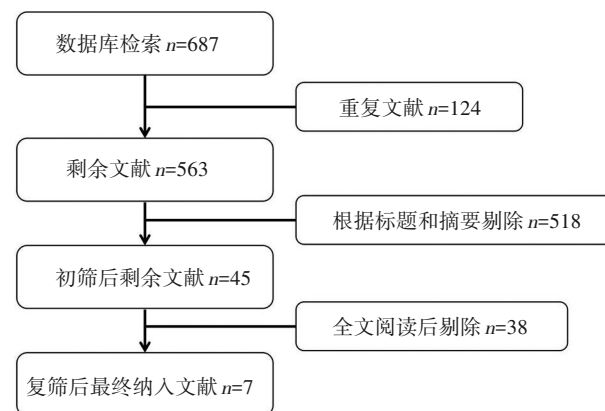 数据库检索 n=687
重复文献 n=124
剩余文献 n=563
根据标题和摘要剔除 n=518
初筛后剩余文献 n=45
全文阅读后剔除 n=38
复筛后最终纳入文献 n=7